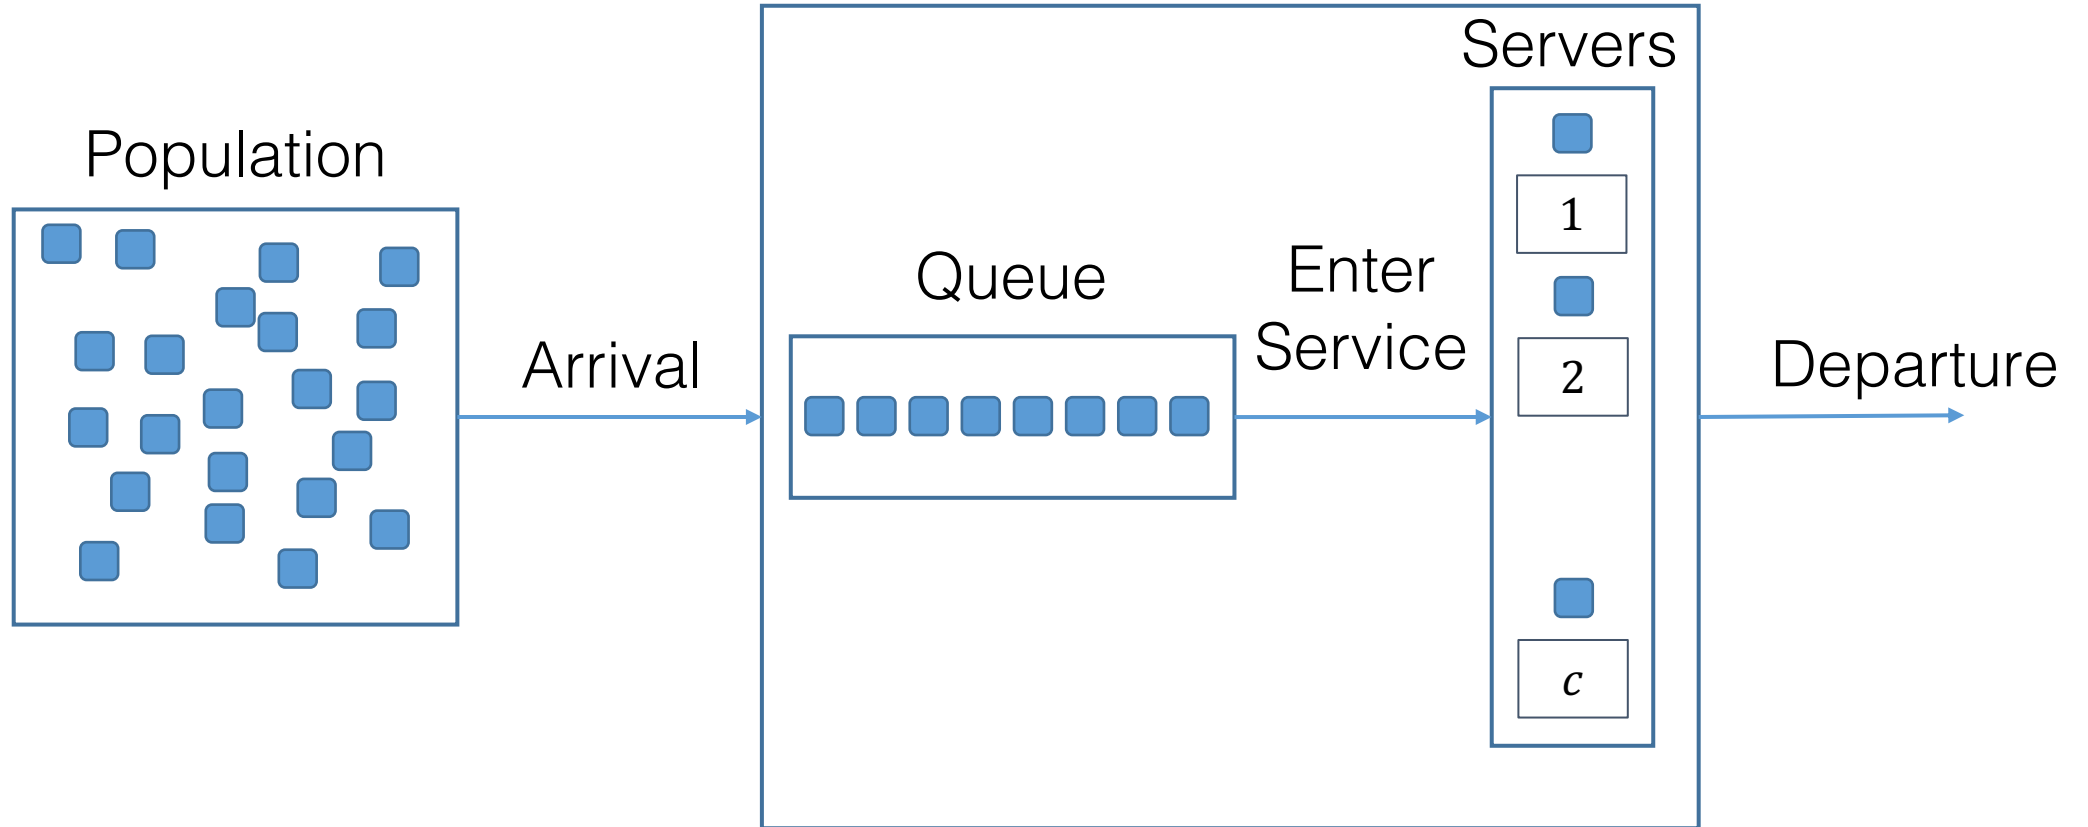 Population
Arrival
Queue
Enter
Service
Servers
1
2
c
Departure